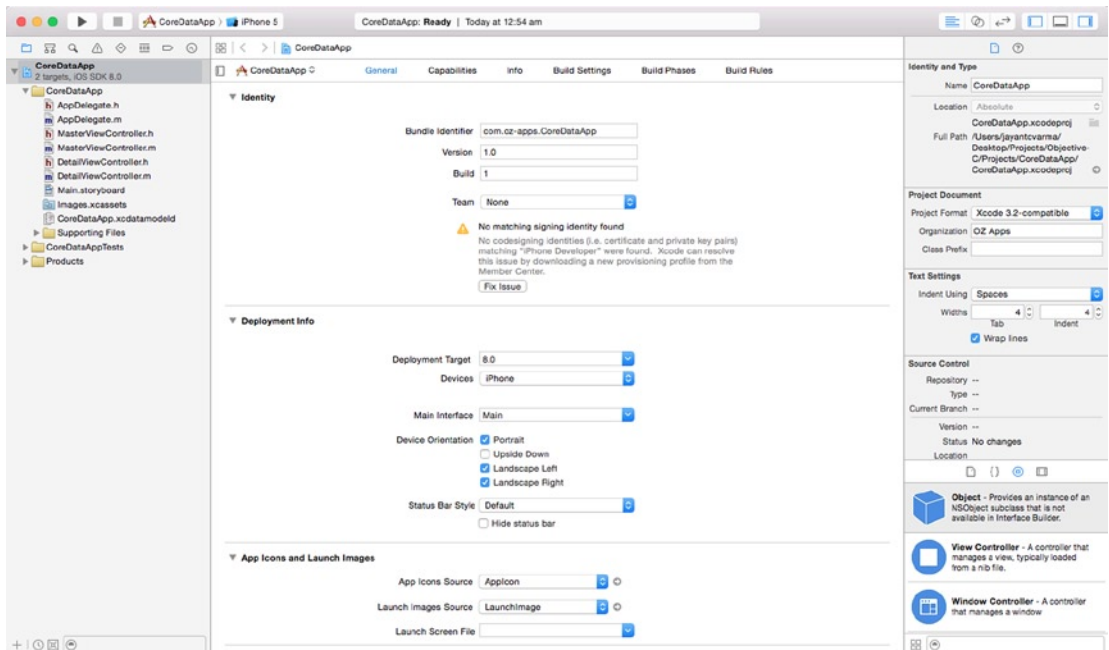 CoreDataApp
iPhone 5
CoreDataApp: Ready | Today at 12:54 am
CoreDataApp
2 targets, iOS SDK 8.0
CoreDataApp
AppDelegate.h
AppDelegate.m
MasterViewController.h
MasterViewController.m
DetailViewController.h
DetailViewController.m
Main.storyboard
Images.xcassets
CoreDataApp.xcdatamodeld
Supporting Files
CoreDataAppTests
Products
CoreDataApp
CoreDataApp
General Capabilities Info Build Settings Build Phases Build Rules
Identity
Bundle Identifier com.oz-apps.CoreDataApp
Version 1.0
Build 1
Team None
No matching signing identity found
No codesigning identities (i.e. certificate and private key pairs)
matching "iPhone Developer" were found. Xcode can resolve
this issue by downloading a new provisioning profile from the
Member Center.
Fix Issue
Deployment Info
Deployment Target 8.0
Devices iPhone
Main Interface Main
Device Orientation Portrait
Upside Down
Landscape Left
Landscape Right
Status Bar Style Default
Hide status bar
App Icons and Launch Images
App Icons Source AppIcon
Launch Images Source LaunchImage
Launch Screen File
Identity and Type
Name CoreDataApp
Location Absolute
CoreDataApp.xcodeproj
Full Path /Users/jayantcvarma/
Desktop/Projects/Objective-
C/Projects/CoreDataApp/
CoreDataApp.xcodeproj
Project Document
Project Format Xcode 3.2-compatible
Organization OZ Apps
Class Prefix
Text Settings
Indent Using Spaces
Widths 4 4
Tab Indent
Wrap lines
Source Control
Repository --
Type --
Current Branch --
Version --
Status No changes
Location
Object - Provides an instance of an
NSObject subclass that is not
available in Interface Builder.
View Controller - A controller that
manages a view, typically loaded
from a nib file.
Window Controller - A controller
that manages a window